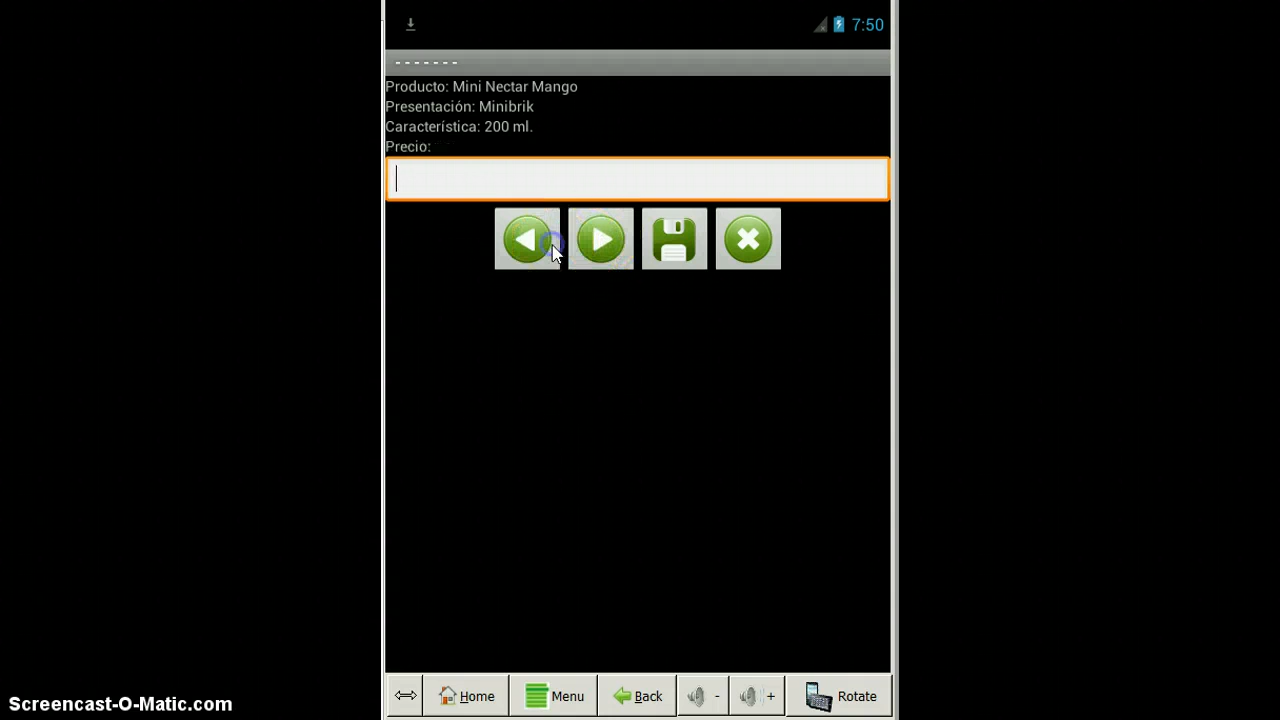 7:50
- - - - - - -
Producto: Mini Nectar Mango
Presentación: Minibrik
Característica: 200 ml.
Precio:
Home Menu Back - + Rotate
Screencast-O-Matic.com